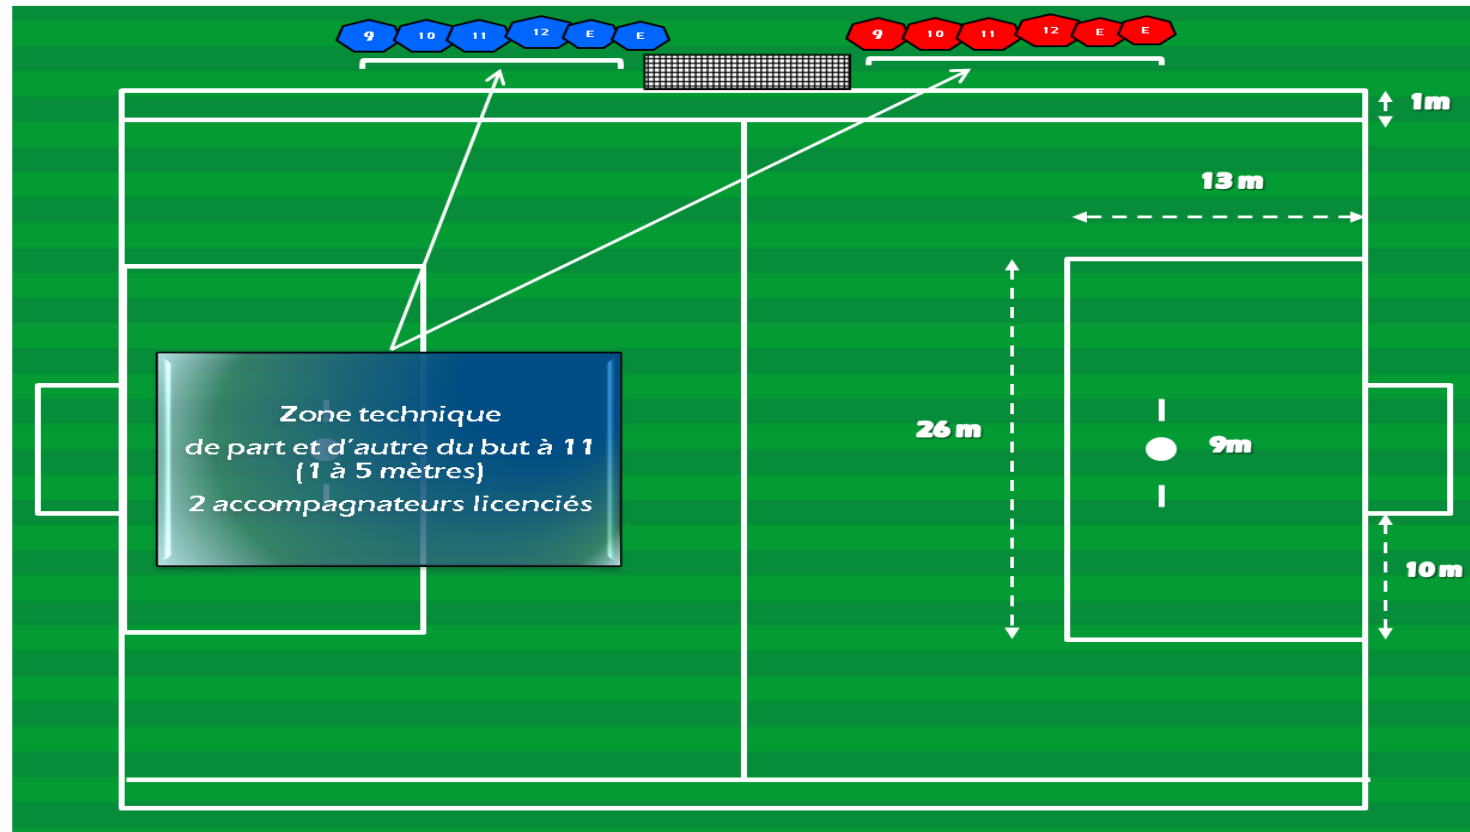 9 10 11 12 E E
9 10 11 12 E E
1m
13 m
26 m
9m
10 m
Zone technique
de part et d'autre du but à 11
(1 à 5 mètres)
2 accompagnateurs licenciés